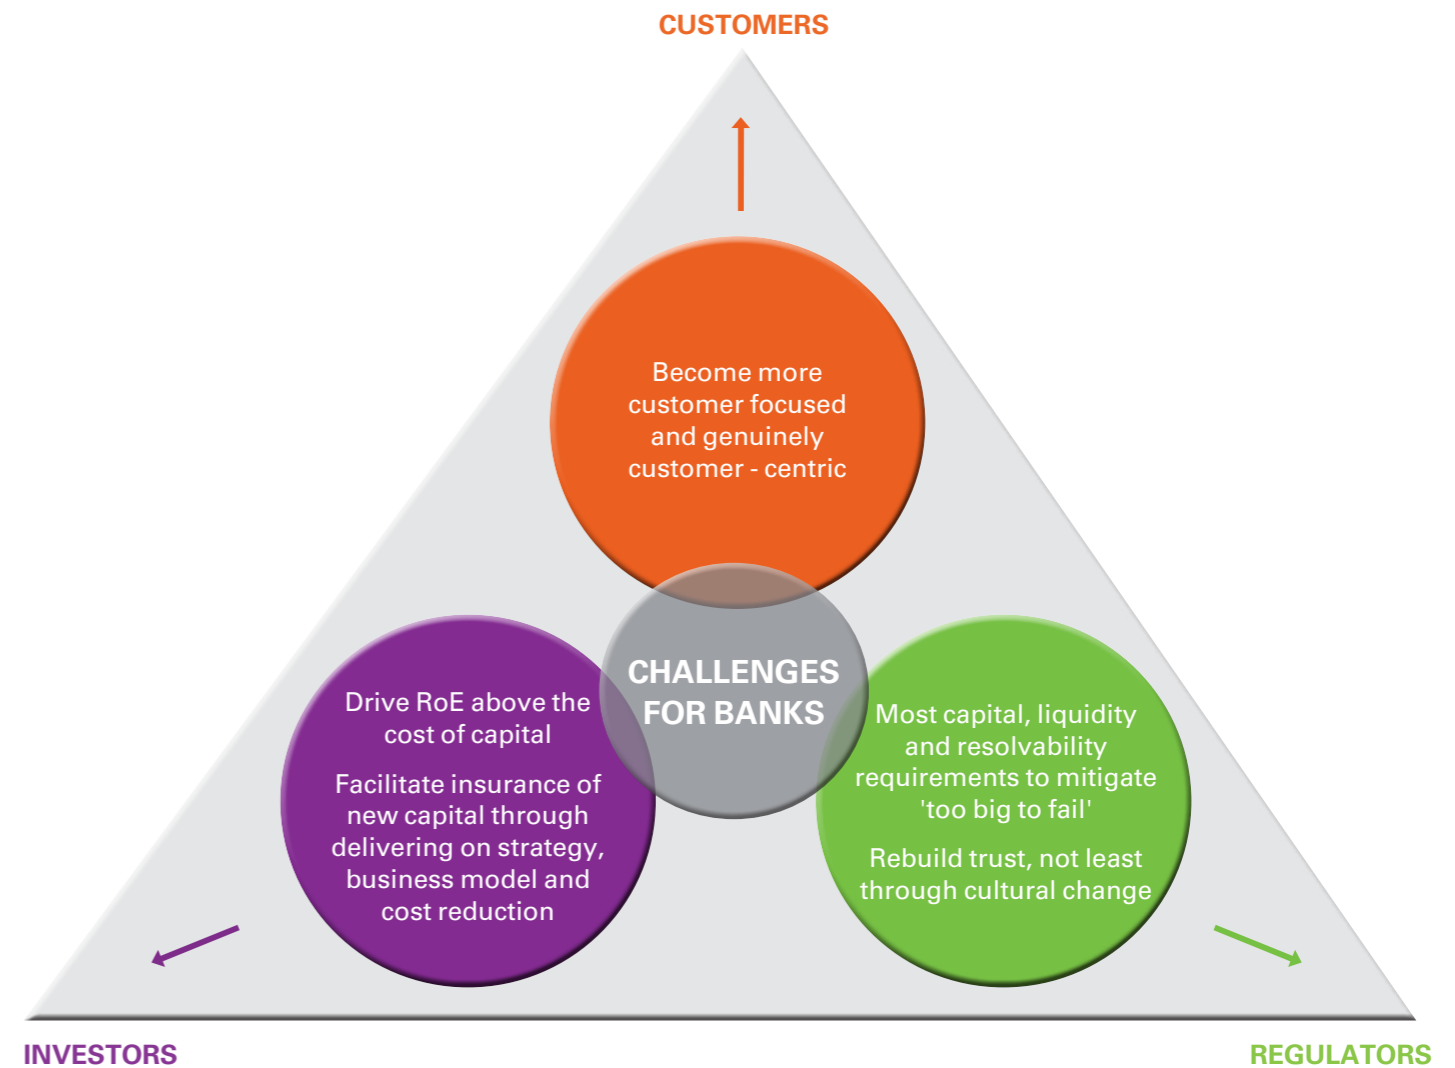 CUSTOMERS
Become more
customer focused
and genuinely
customer - centric
CHALLENGES
FOR BANKS
Drive RoE above the
cost of capital
Facilitate insurance of
new capital through
delivering on strategy,
business model and
cost reduction
Most capital, liquidity
and resolvability
requirements to mitigate
'too big to fail'
Rebuild trust, not least
through cultural change
INVESTORS
REGULATORS